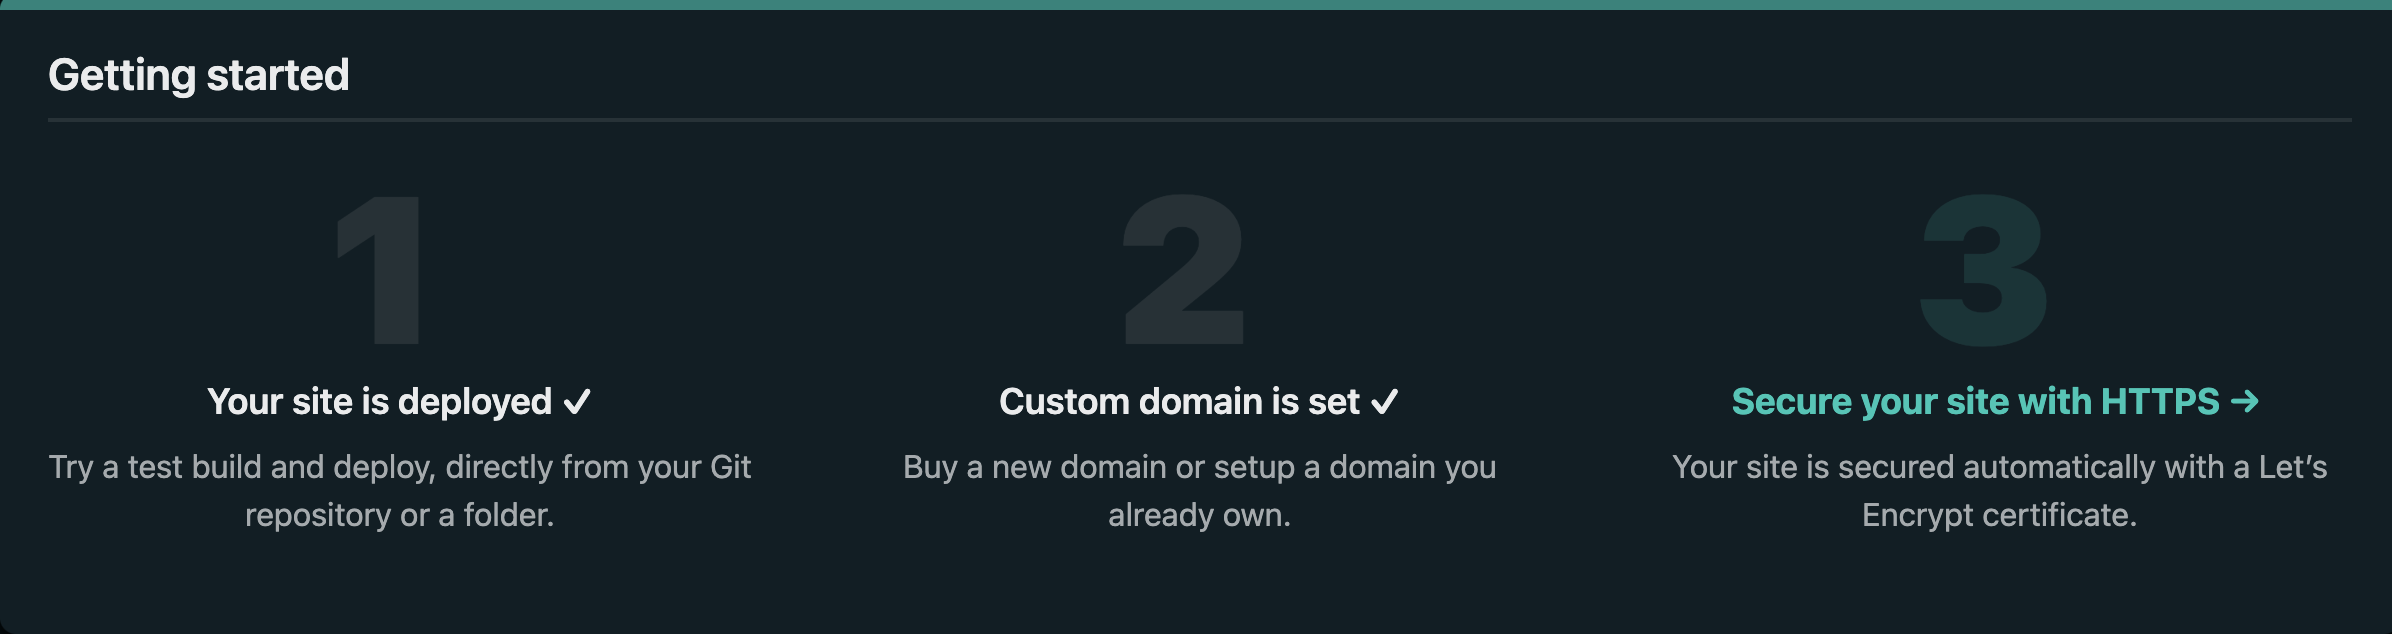 Getting started
1
Your site is deployed ✓
Try a test build and deploy, directly from your Git
repository or a folder.
2
Custom domain is set ✓
Buy a new domain or setup a domain you
already own.
3
Secure your site with HTTPS →
Your site is secured automatically with a Let’s
Encrypt certificate.